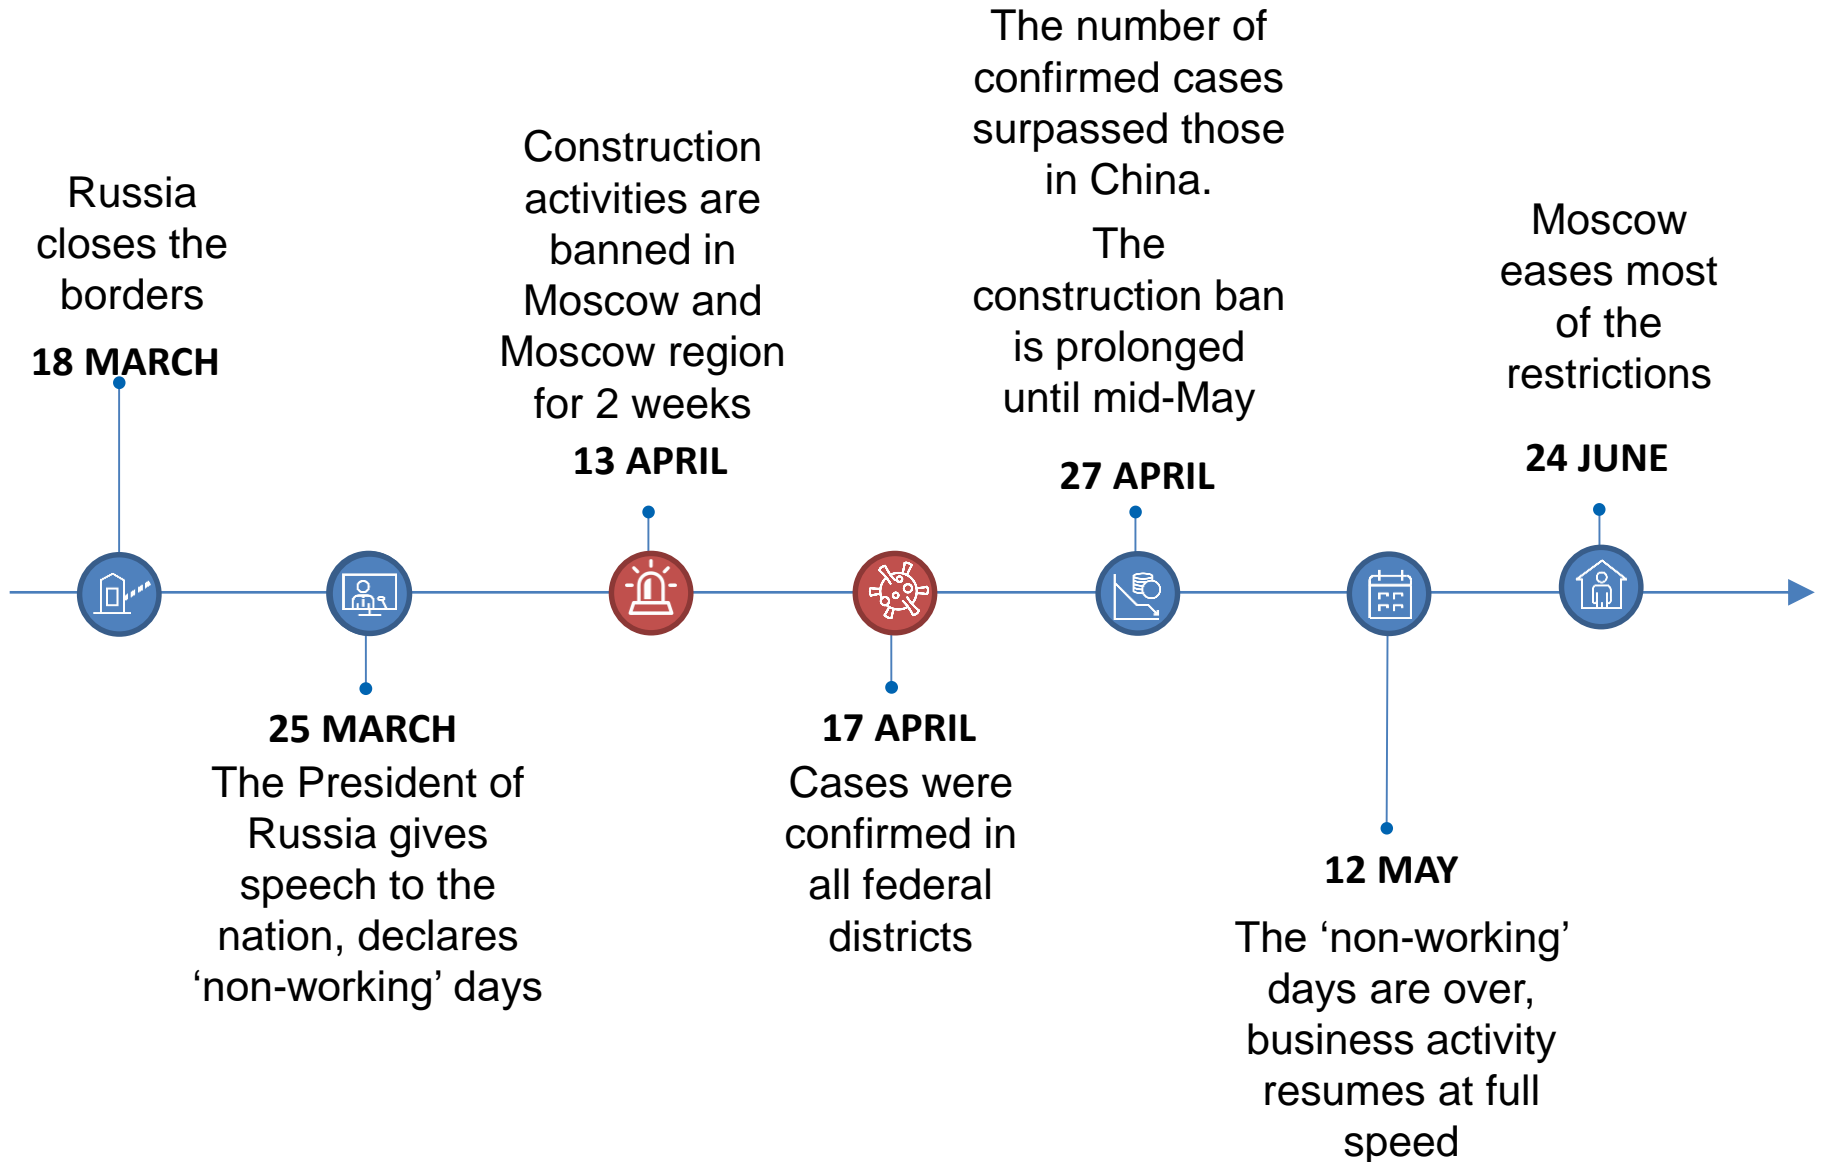 Russia
closes the
borders
18 MARCH
25 MARCH
The President of
Russia gives
speech to the
nation, declares
‘non-working’ days
Construction
activities are
banned in
Moscow and
Moscow region
for 2 weeks
13 APRIL
17 APRIL
Cases were
confirmed in
all federal
districts
The number of
confirmed cases
surpassed those
in China.
The
construction ban
is prolonged
until mid-May
27 APRIL
12 MAY
The ‘non-working’
days are over,
business activity
resumes at full
speed
Moscow
eases most
of the
restrictions
24 JUNE